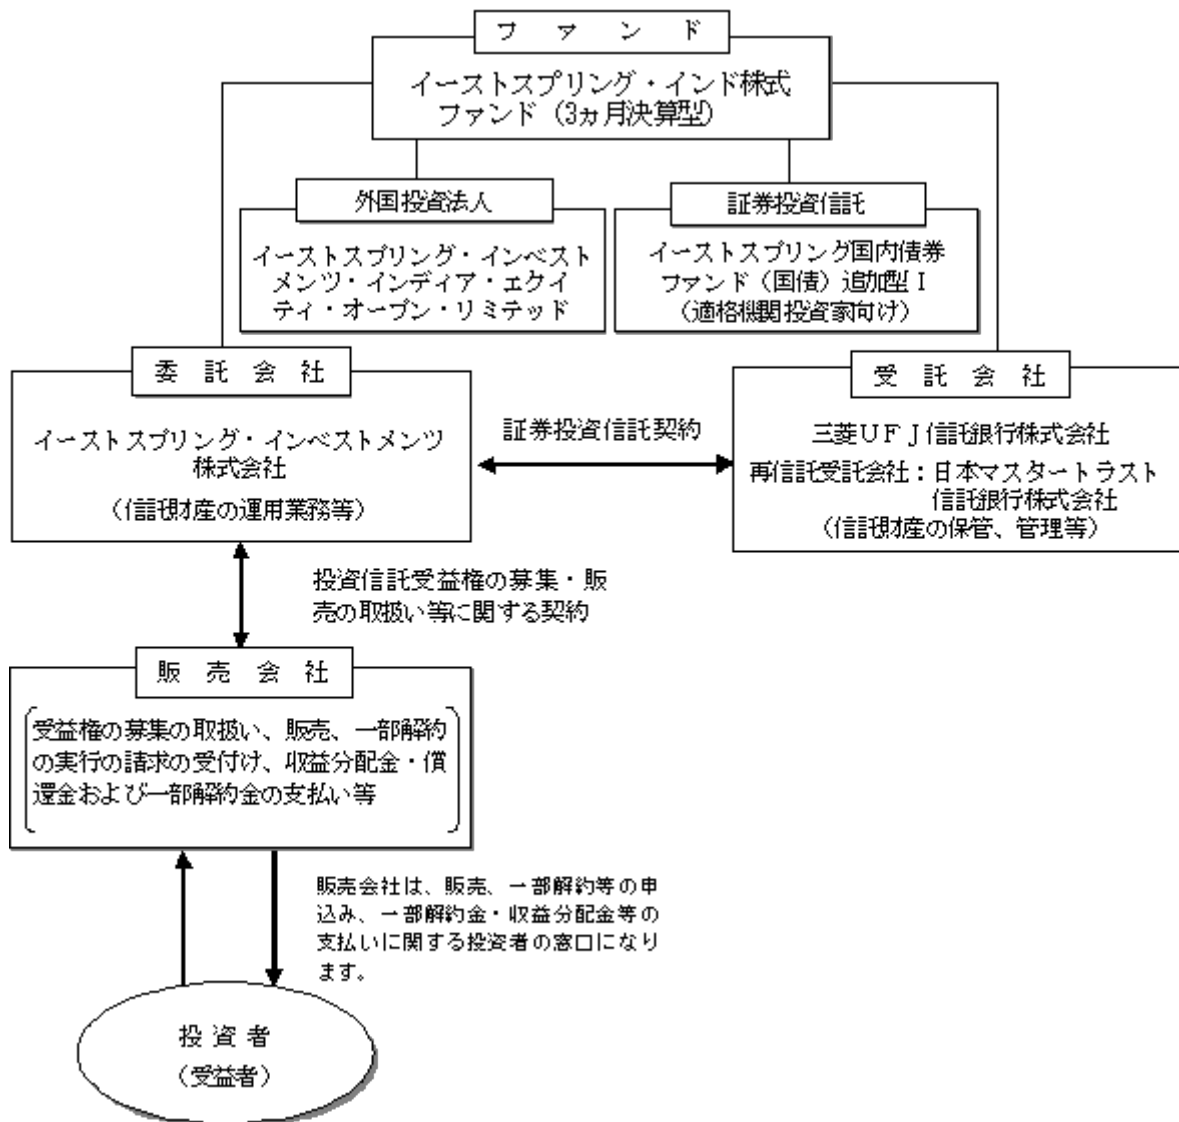 ファンド
イーストスプリング・インド株式
ファンド（3ヵ月決算型）
外国投資法人
イーストスプリング・インベスト
メンツ・インディア・エクイ
ティ・オープン・リミテッド
証券投資信託
イーストスプリング国内債券
ファンド（国債）追加型Ⅰ
（適格機関投資家向け）
委託会社
イーストスプリング・インベストメンツ
株式会社
（信託財産の運用業務等）
証券投資信託契約
受託会社
三菱ＵＦＪ信託銀行株式会社
再信託受託会社：日本マスタートラスト
信託銀行株式会社
（信託財産の保管、管理等）
投資信託受益権の募集・販
売の取扱い等に関する契約
販売会社
受益権の募集の取扱い、販売、一部解約
の実行の請求の受付け、収益分配金・償
還金および一部解約金の支払い等
販売会社は、販売、一部解約等の申
込み、一部解約金・収益分配金等の
支払いに関する投資者の窓口になり
ます。
投資者
（受益者）